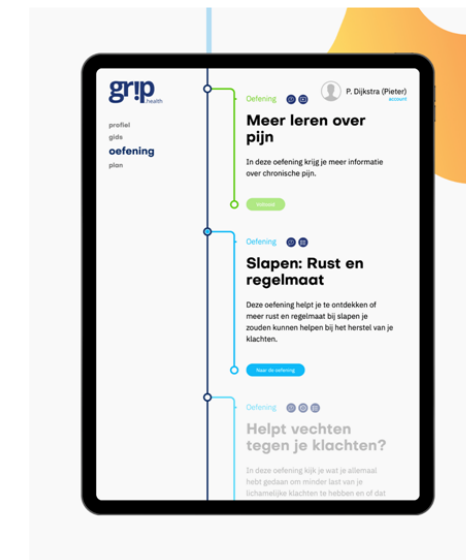 gr!p
.health
P. Dijkstra (Pieter)
account
profiel
gids
oefening
plan
Oefening
Meer leren over
pijn
In deze oefening krijg je meer informatie
over chronische pijn.
Oefening
Slapen: Rust en
regelmaat
Deze oefening helpt je te ontdekken of
meer rust en regelmaat bij slapen je
zouden kunnen helpen bij het herstel van je
klachten.
Naar de oefening
Oefening
Helpt vechten
tegen je klachten?
In deze oefening kijk je wat je allemaal
hebt gedaan om minder last van je
lichamelijke klachten te hebben en of dat